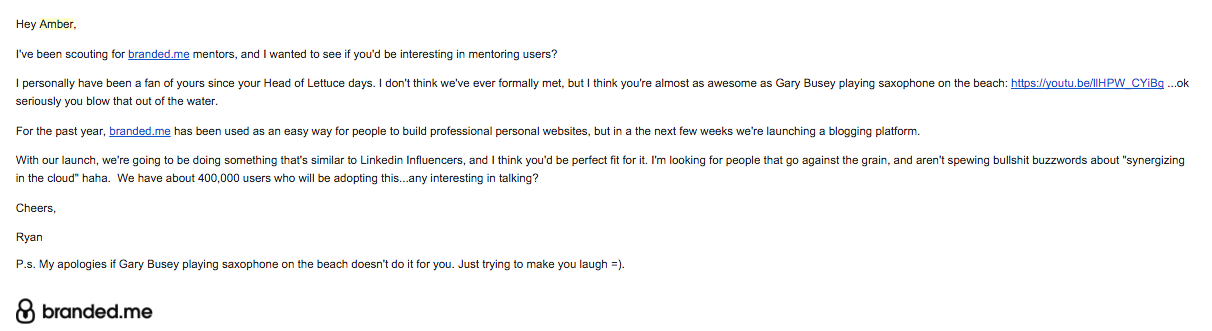 Hey Amber,
I've been scouting for branded.me mentors, and I wanted to see if you'd be interesting in mentoring users?
I personally have been a fan of yours since your Head of Lettuce days. I don't think we've ever formally met, but I think you're almost as awesome as Gary Busey playing saxophone on the beach: https://youtu.be/llHPW_CYiBg ...ok
seriously you blow that out of the water.
For the past year, branded.me has been used as an easy way for people to build professional personal websites, but in a the next few weeks we're launching a blogging platform.
With our launch, we're going to be doing something that's similar to Linkedin Influencers, and I think you'd be perfect fit for it. I'm looking for people that go against the grain, and aren't spewing bullshit buzzwords about "synergizing
in the cloud" haha.  We have about 400,000 users who will be adopting this...any interesting in talking?
Cheers,
Ryan
P.s. My apologies if Gary Busey playing saxophone on the beach doesn't do it for you. Just trying to make you laugh =).
branded.me